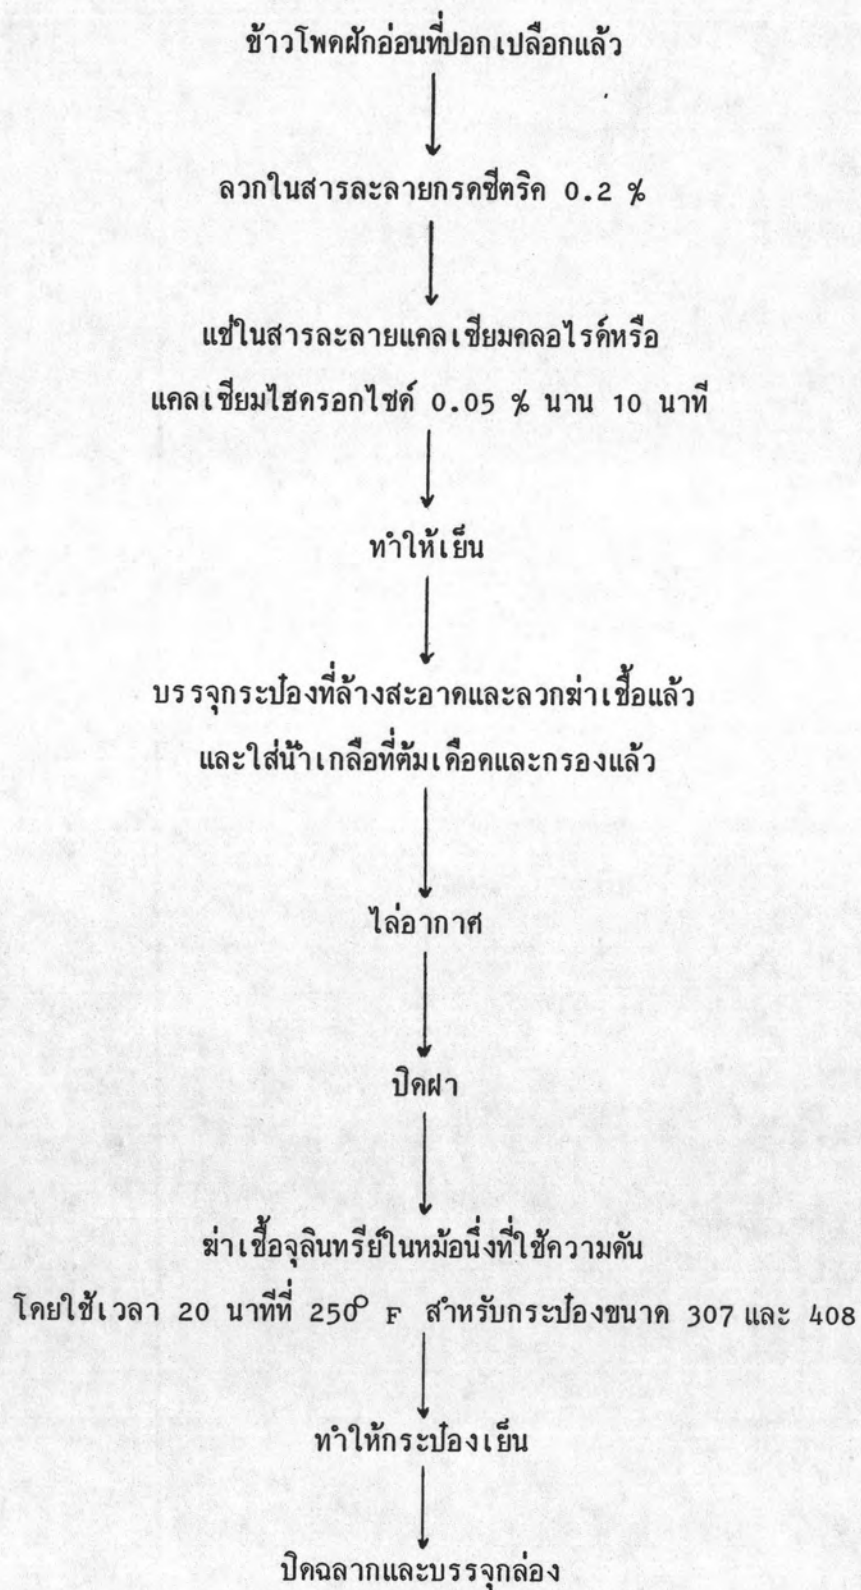 ข้าวโพดฝักอ่อนที่ปอกเปลือกแล้ว
ลวกในสารละลายกรดซีตริค 0.2 %
แช่ในสารละลายแคลเซียมคลอไรด์หรือ
แคลเซียมไฮดรอกไซด์ 0.05 % นาน 10 นาที
ทำให้เย็น
บรรจุกระป๋องที่ล้างสะอาดและลวกฆ่าเชื้อแล้ว
และใส่น้ำเกลือที่ต้มเดือดและกรองแล้ว
ไล่อากาศ
ปิดฝา
ฆ่าเชื้อจุลินทรีย์ในหม้อนึ่งที่ใช้ความดัน
โดยใช้เวลา 20 นาทีที่ 250° F สำหรับกระป๋องขนาด 307 และ 408
ทำให้กระป๋องเย็น
ปิดฉลากและบรรจุกล่อง